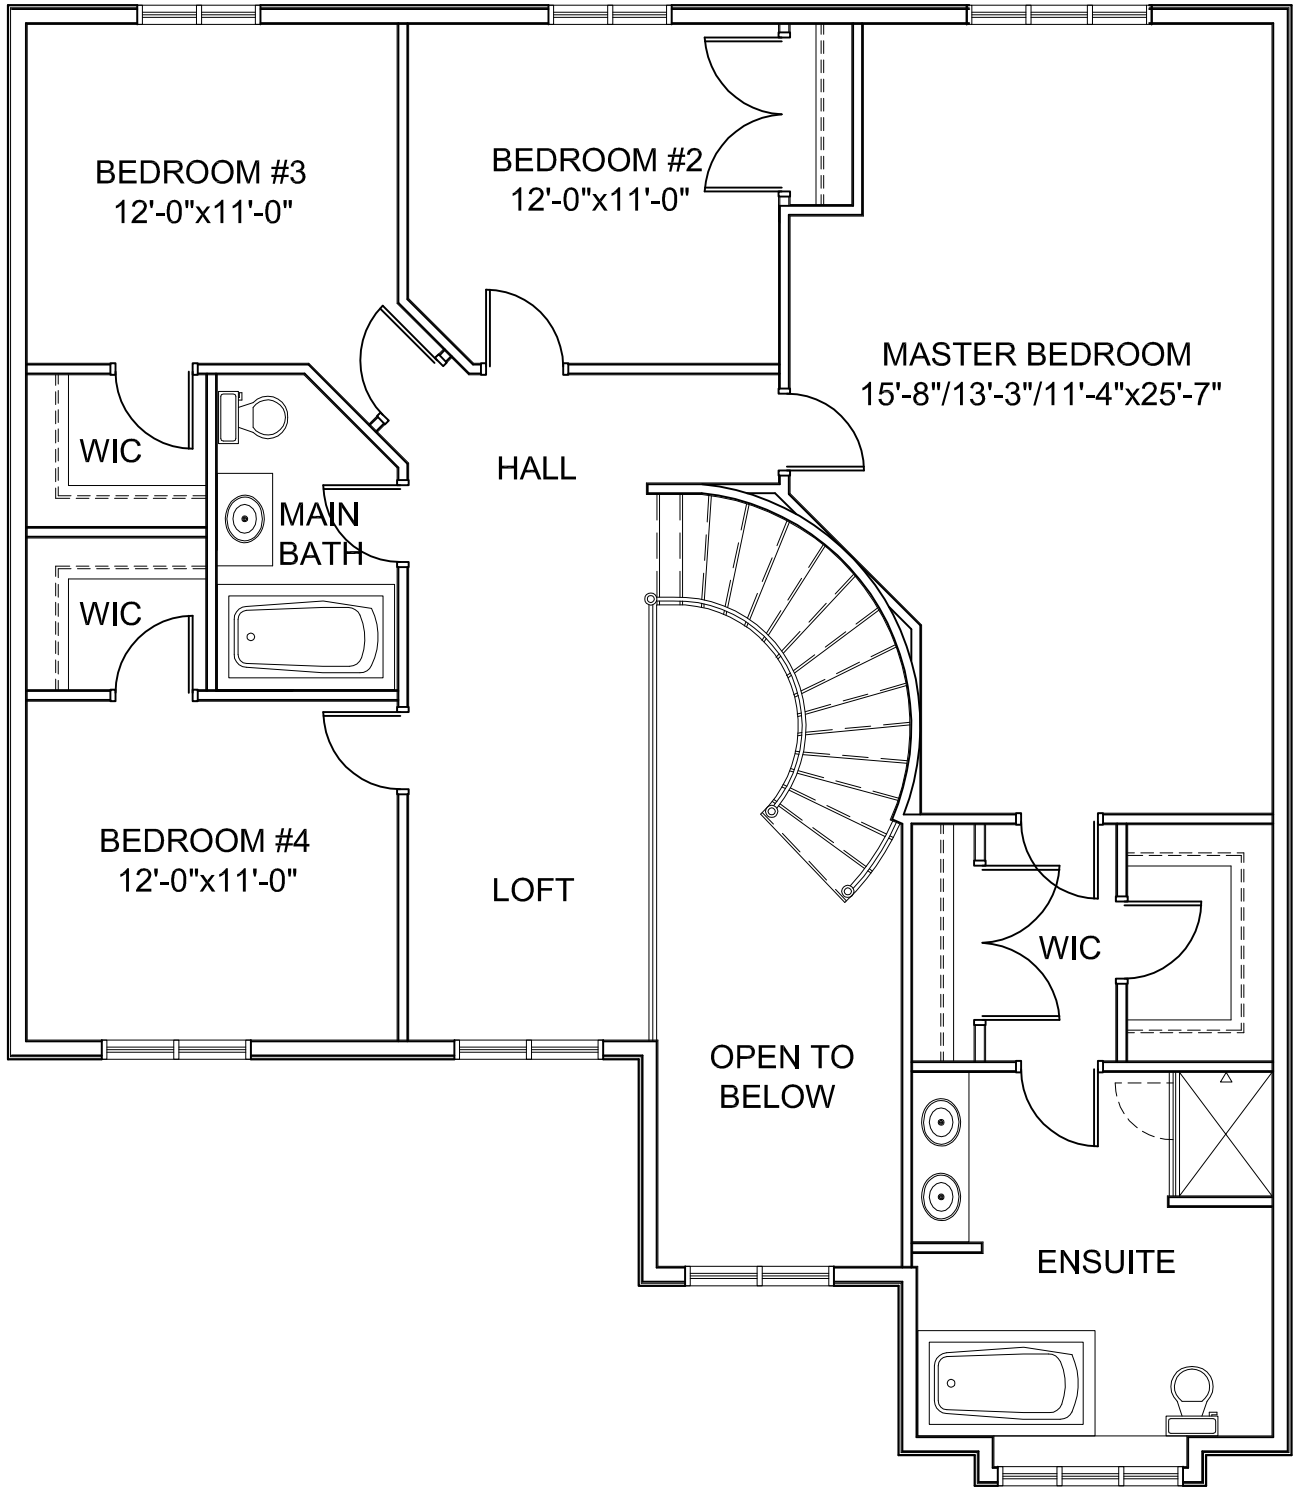 BEDROOM #3
12'-0"x11'-0"
BEDROOM #2
12'-0"x11'-0"
MASTER BEDROOM
15'-8"/13'-3"/11'-4"x25'-7"
WIC
HALL
MAIN
BATH
WIC
BEDROOM #4
12'-0"x11'-0"
LOFT
WIC
OPEN TO
BELOW
ENSUITE